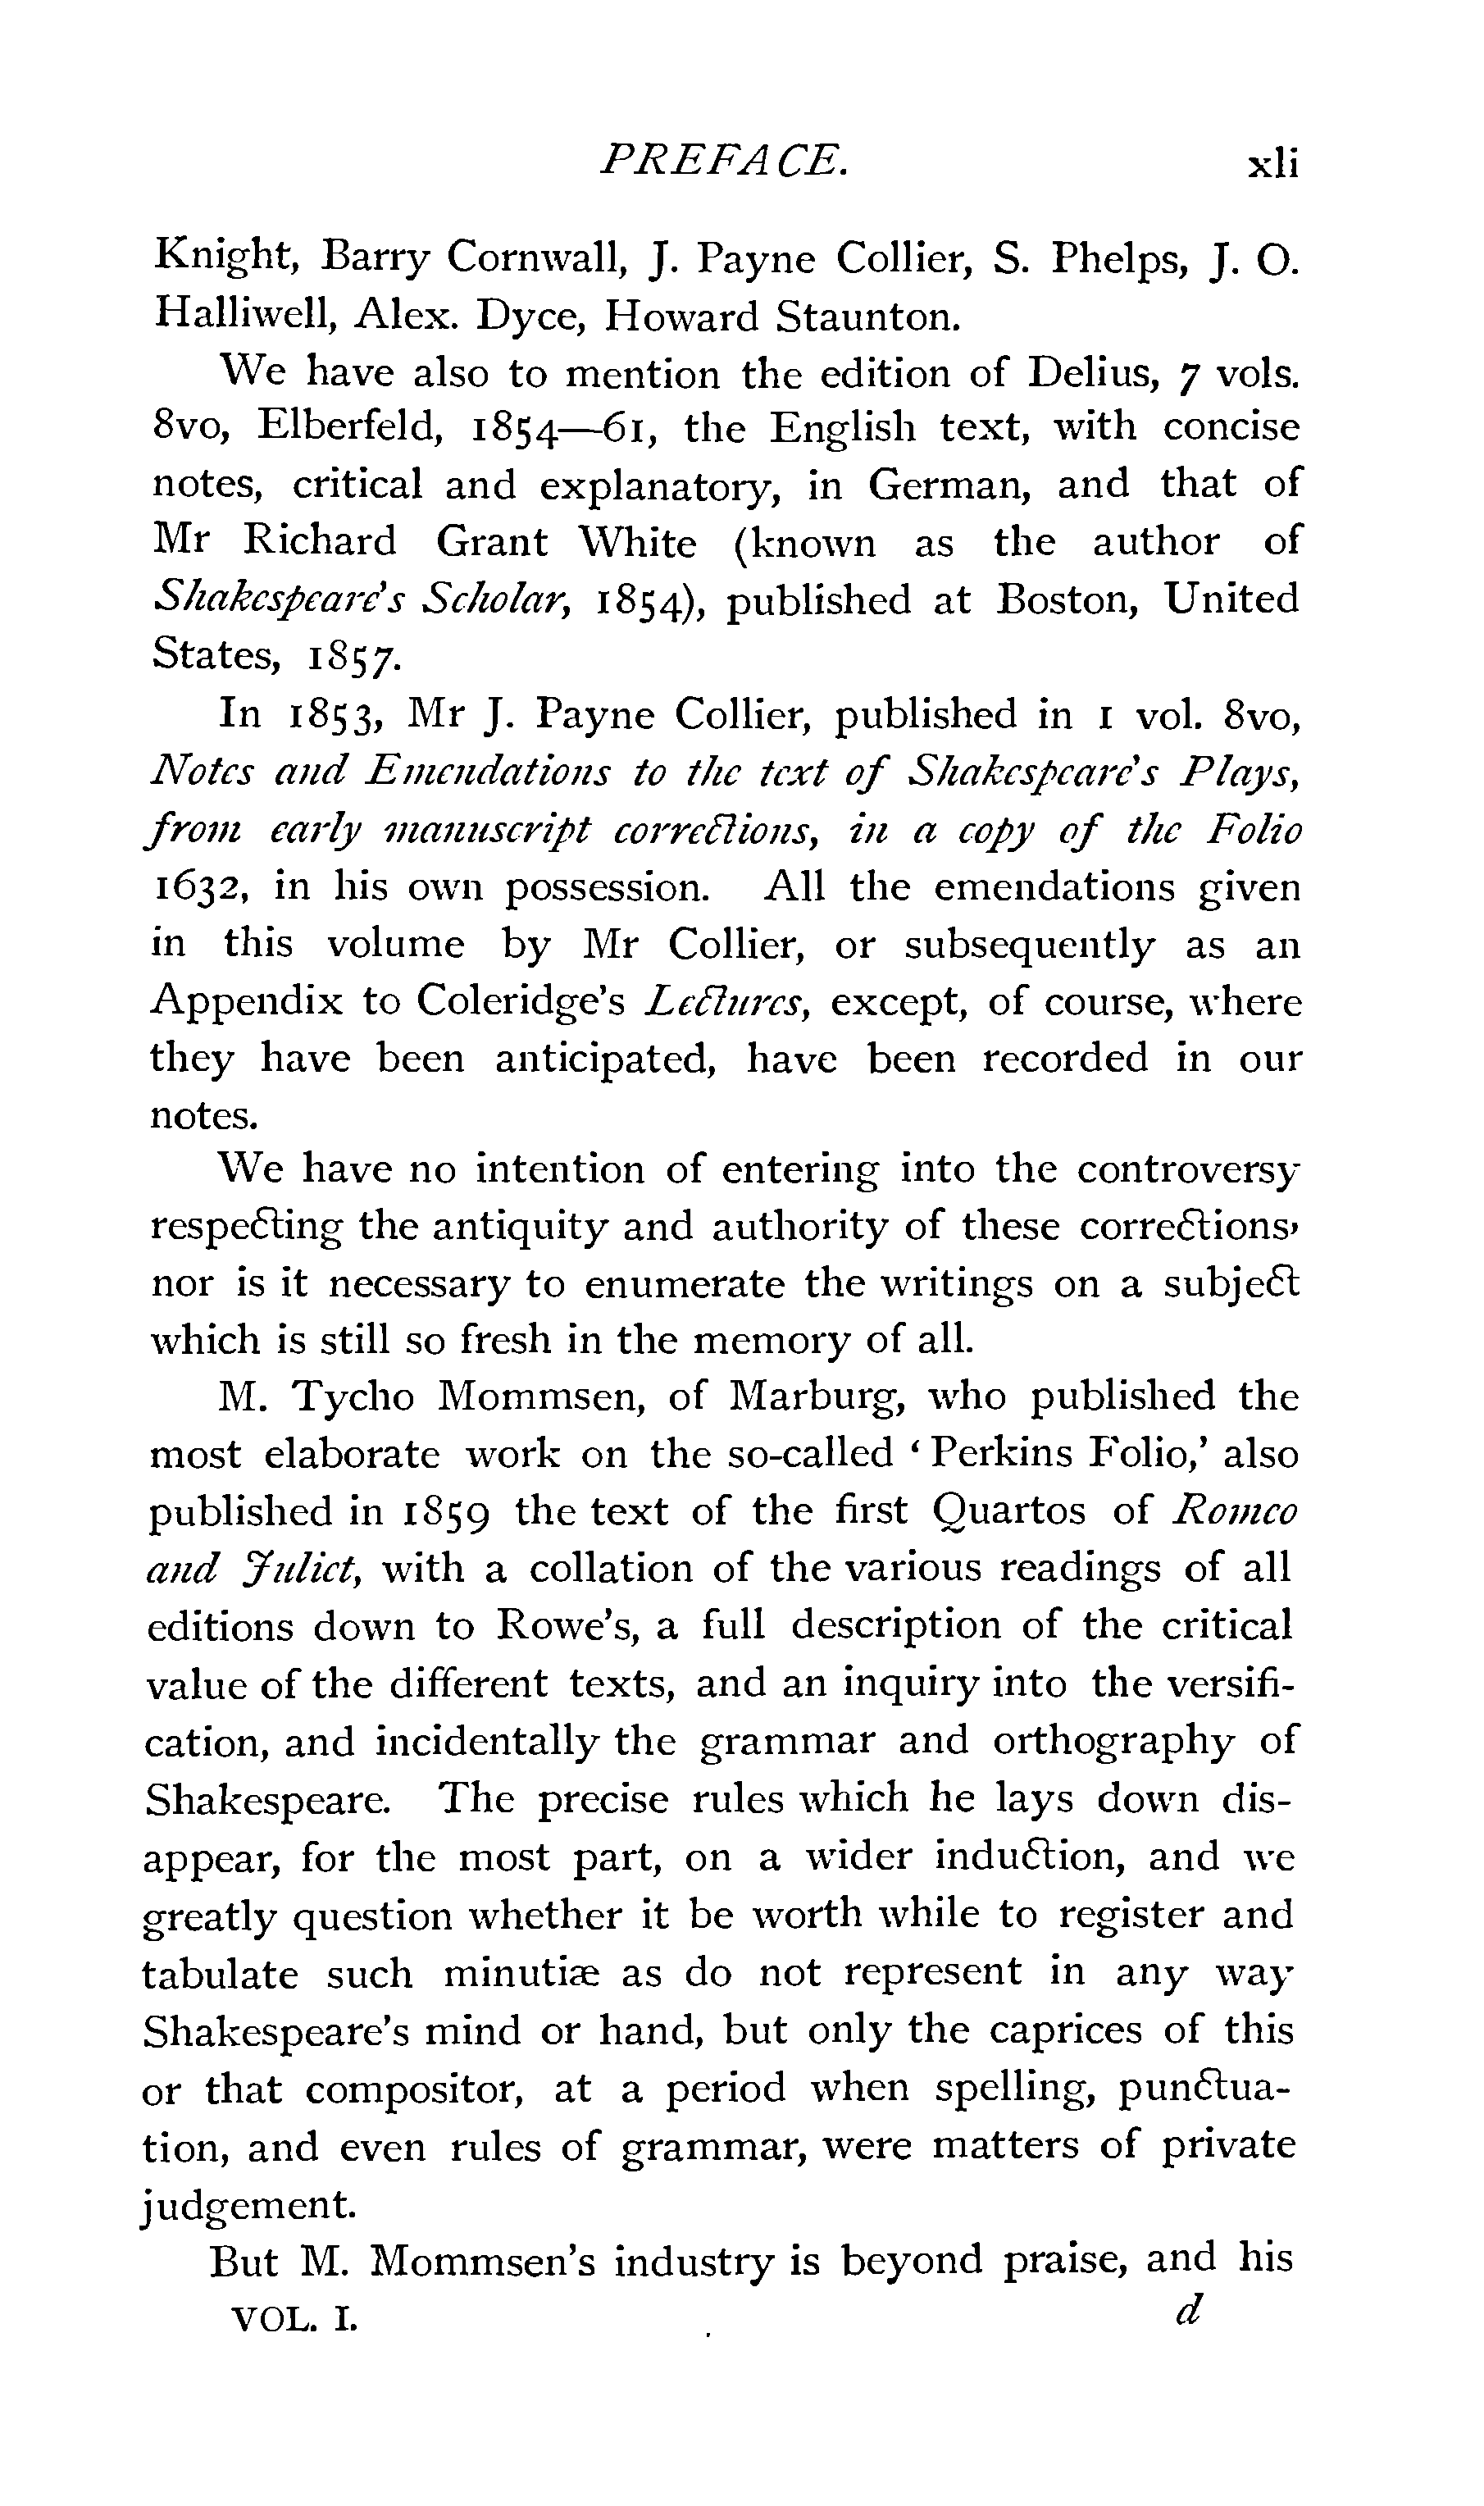 PREFACE. xli
Knight, Barry Cornwall, J. Payne Collier, S. Phelps, J. O.
Halliwell, Alex. Dyce, Howard Staunton.
We have also to mention the edition of Delius, 7 vols.
8vo, Elberfeld, 1854—61, the English text, with concise
notes, critical and explanatory, in German, and that of
Mr Richard Grant White (known as the author of
Shakespeare's Scholar, 1854), published at Boston, United
States, 1857.
In 1853, Mr J. Payne Collier, published in 1 vol. 8vo,
Notes and Emendations to the text of Shakespeare's Plays,
from early manuscript corrections, in a copy of the Folio
1632, in his own possession. All the emendations given
in this volume by Mr Collier, or subsequently as an
Appendix to Coleridge's Lectures, except, of course, where
they have been anticipated, have been recorded in our
notes.
We have no intention of entering into the controversy
respecting the antiquity and authority of these corrections,
nor is it necessary to enumerate the writings on a subject
which is still so fresh in the memory of all.
M. Tycho Mommsen, of Marburg, who published the
most elaborate work on the so-called 'Perkins Folio,' also
published in 1859 the text of the first Quartos of Romeo
and Juliet, with a collation of the various readings of all
editions down to Rowe's, a full description of the critical
value of the different texts, and an inquiry into the versifi-
cation, and incidentally the grammar and orthography of
Shakespeare. The precise rules which he lays down dis-
appear, for the most part, on a wider induction, and we
greatly question whether it be worth while to register and
tabulate such minutiæ as do not represent in any way
Shakespeare's mind or hand, but only the caprices of this
or that compositor, at a period when spelling, punctua-
tion, and even rules of grammar, were matters of private
judgement.
But M. Mommsen's industry is beyond praise, and his
VOL. I. d